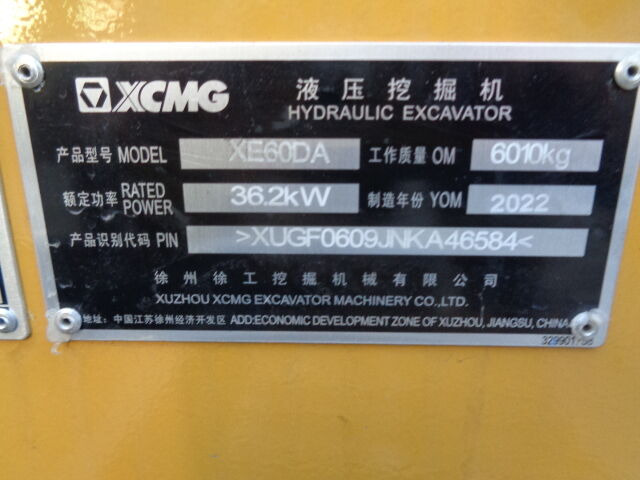 XCMG 液压挖掘机
HYDRAULIC EXCAVATOR
产品型号 MODEL XE60DA 工作质量 OM 6010kg
额定功率 RATED POWER 36.2kW 制造年份 YOM 2022
产品识别代码 PIN >XUGF0609JNKA46584<
徐州徐工挖掘机械有限公司
XUZHOU XCMG EXCAVATOR MACHINERY CO.,LTD.
地址: 中国江苏徐州经济开发区 ADD:ECONOMIC DEVELOPMENT ZONE OF XUZHOU, JIANGSU, CHINA